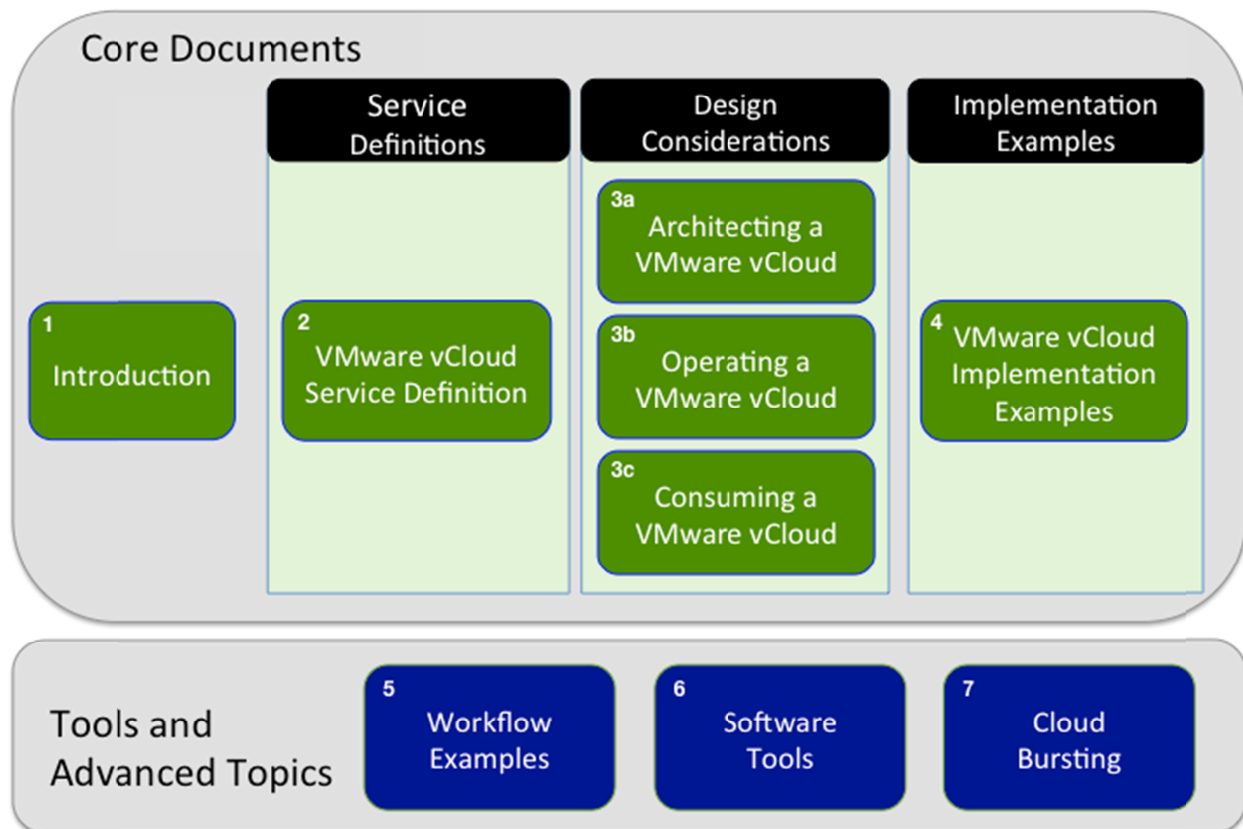 Core Documents
Service
Definitions
Design
Considerations
Implementation
Examples
1
Introduction
2
VMware vCloud
Service Definition
3a
Architecting a
VMware vCloud
3b
Operating a
VMware vCloud
3c
Consuming a
VMware vCloud
4
VMware vCloud
Implementation
Examples
Tools and
Advanced Topics
5
Workflow
Examples
6
Software
Tools
7
Cloud
Bursting